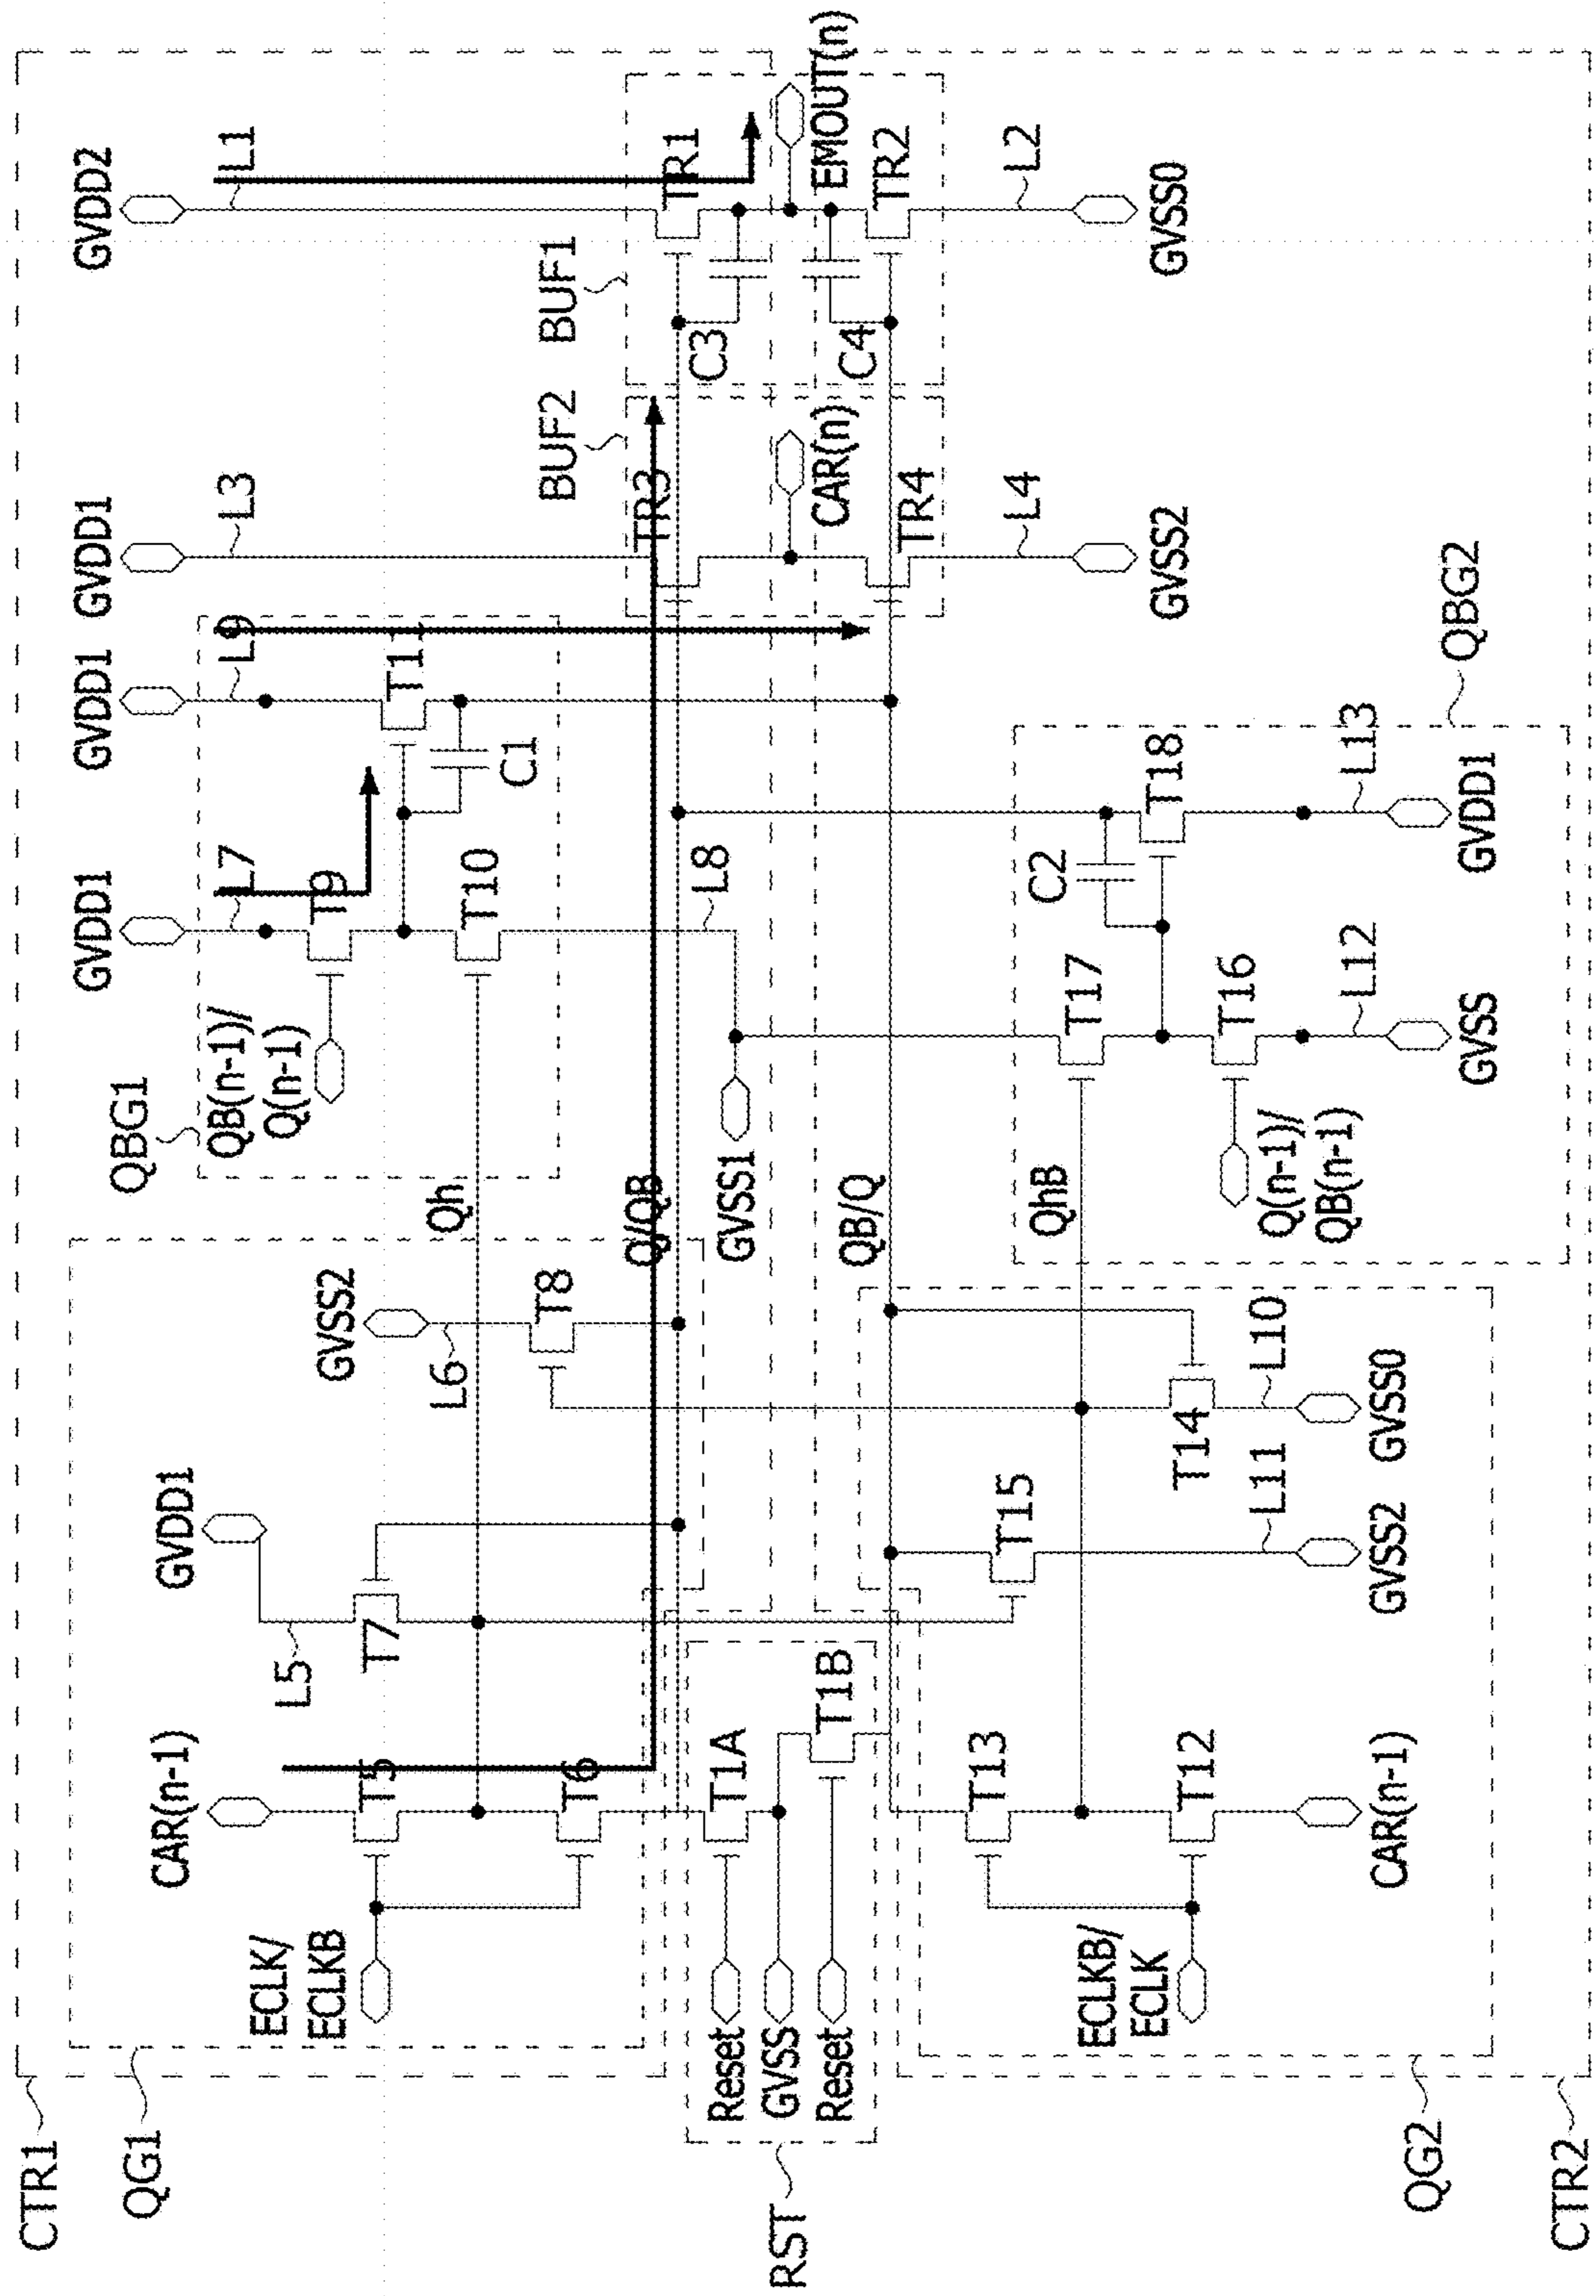 CTR1
QG1
RST
QG2
CTR2
ECLK/
ECLKB
CAR(n-1)
T5
T6
GVDD1
L5
T7
GVSS2
L6
T8
Qh
Q/QB
Reset
GVSS
Reset
T1A
T1B
ECLKB/
ECLK
T13
T12
CAR(n-1)
T15
L11
GVSS2
T14
L10
GVSS0
QB/Q
QhB
GVSS1
QBG1
QB(n-1)/
Q(n-1)
GVDD1
L7
T9
T10
L8
GVDD1
L9
T11
C1
T17
T16
Q(n-1)/
QB(n-1)
L12
GVSS
C2
T18
L13
GVDD1
QBG2
GVDD1
L3
BUF2
TR3
CAR(n)
TR4
L4
GVSS2
GVDD2
L1
BUF1
TR1
C3
C4
EMOUT(n)
TR2
L2
GVSS0